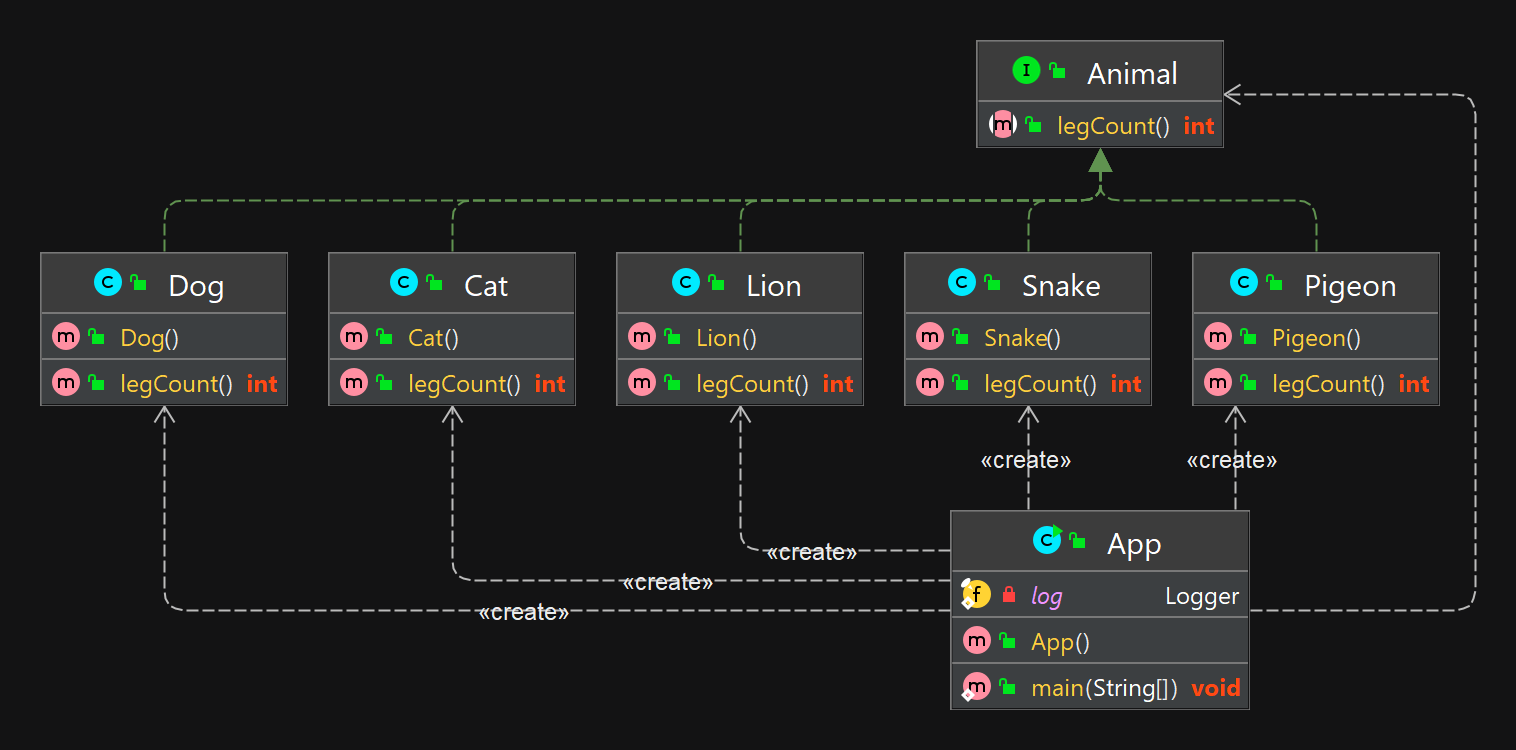 I Animal
m legCount() int
C Dog
m Dog()
m legCount() int
C Cat
m Cat()
m legCount() int
C Lion
m Lion()
m legCount() int
C Snake
m Snake()
m legCount() int
C Pigeon
m Pigeon()
m legCount() int
«create»
«create»
«create»
«create»
«create»
C App
f log Logger
m App()
m main(String[]) void